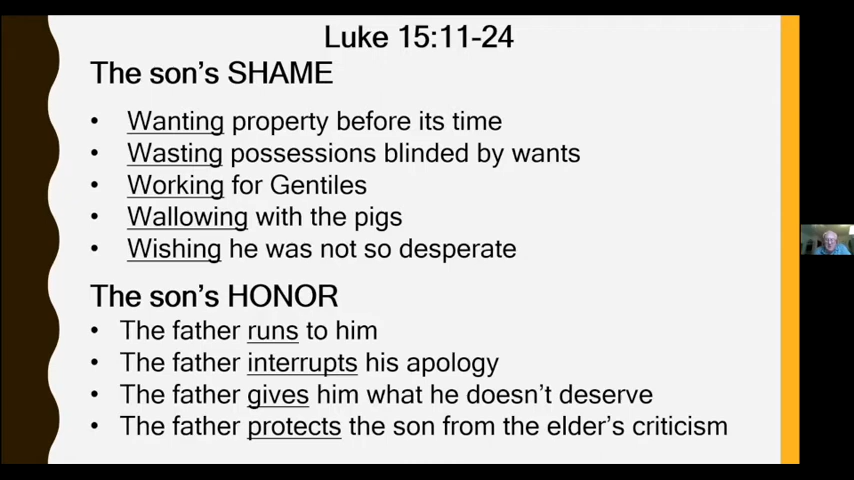 Luke 15:11-24
The son's SHAME
• Wanting property before its time
• Wasting possessions blinded by wants
• Working for Gentiles
• Wallowing with the pigs
• Wishing he was not so desperate
The son's HONOR
• The father runs to him
• The father interrupts his apology
• The father gives him what he doesn't deserve
• The father protects the son from the elder's criticism